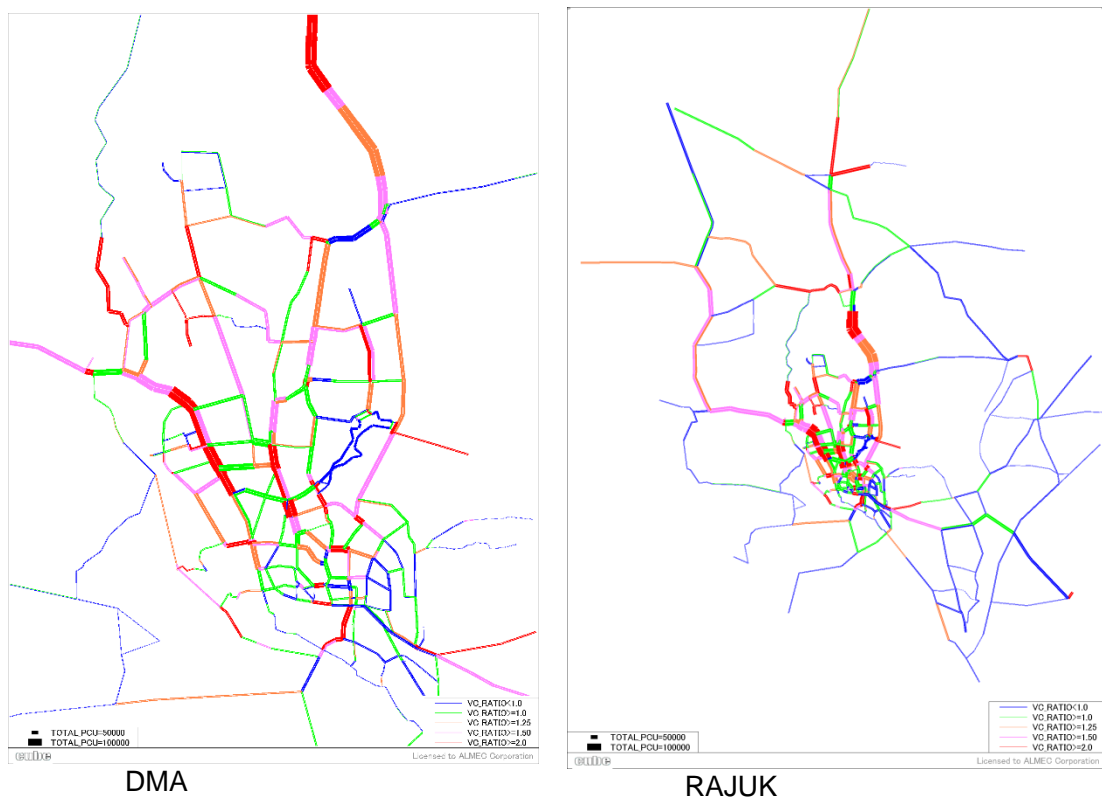 VC_RATIO<1.0
VC_RATIO>=1.0
VC_RATIO>=1.25
VC_RATIO>=1.50
VC_RATIO>=2.0
TOTAL_PCU=50000
TOTAL_PCU=100000
Licensed to ALMEC Corporation
DMA
VC_RATIO<1.0
VC_RATIO>=1.0
VC_RATIO>=1.25
VC_RATIO>=1.50
VC_RATIO>=2.0
TOTAL_PCU=50000
TOTAL_PCU=100000
Licensed to ALMEC Corporation
RAJUK